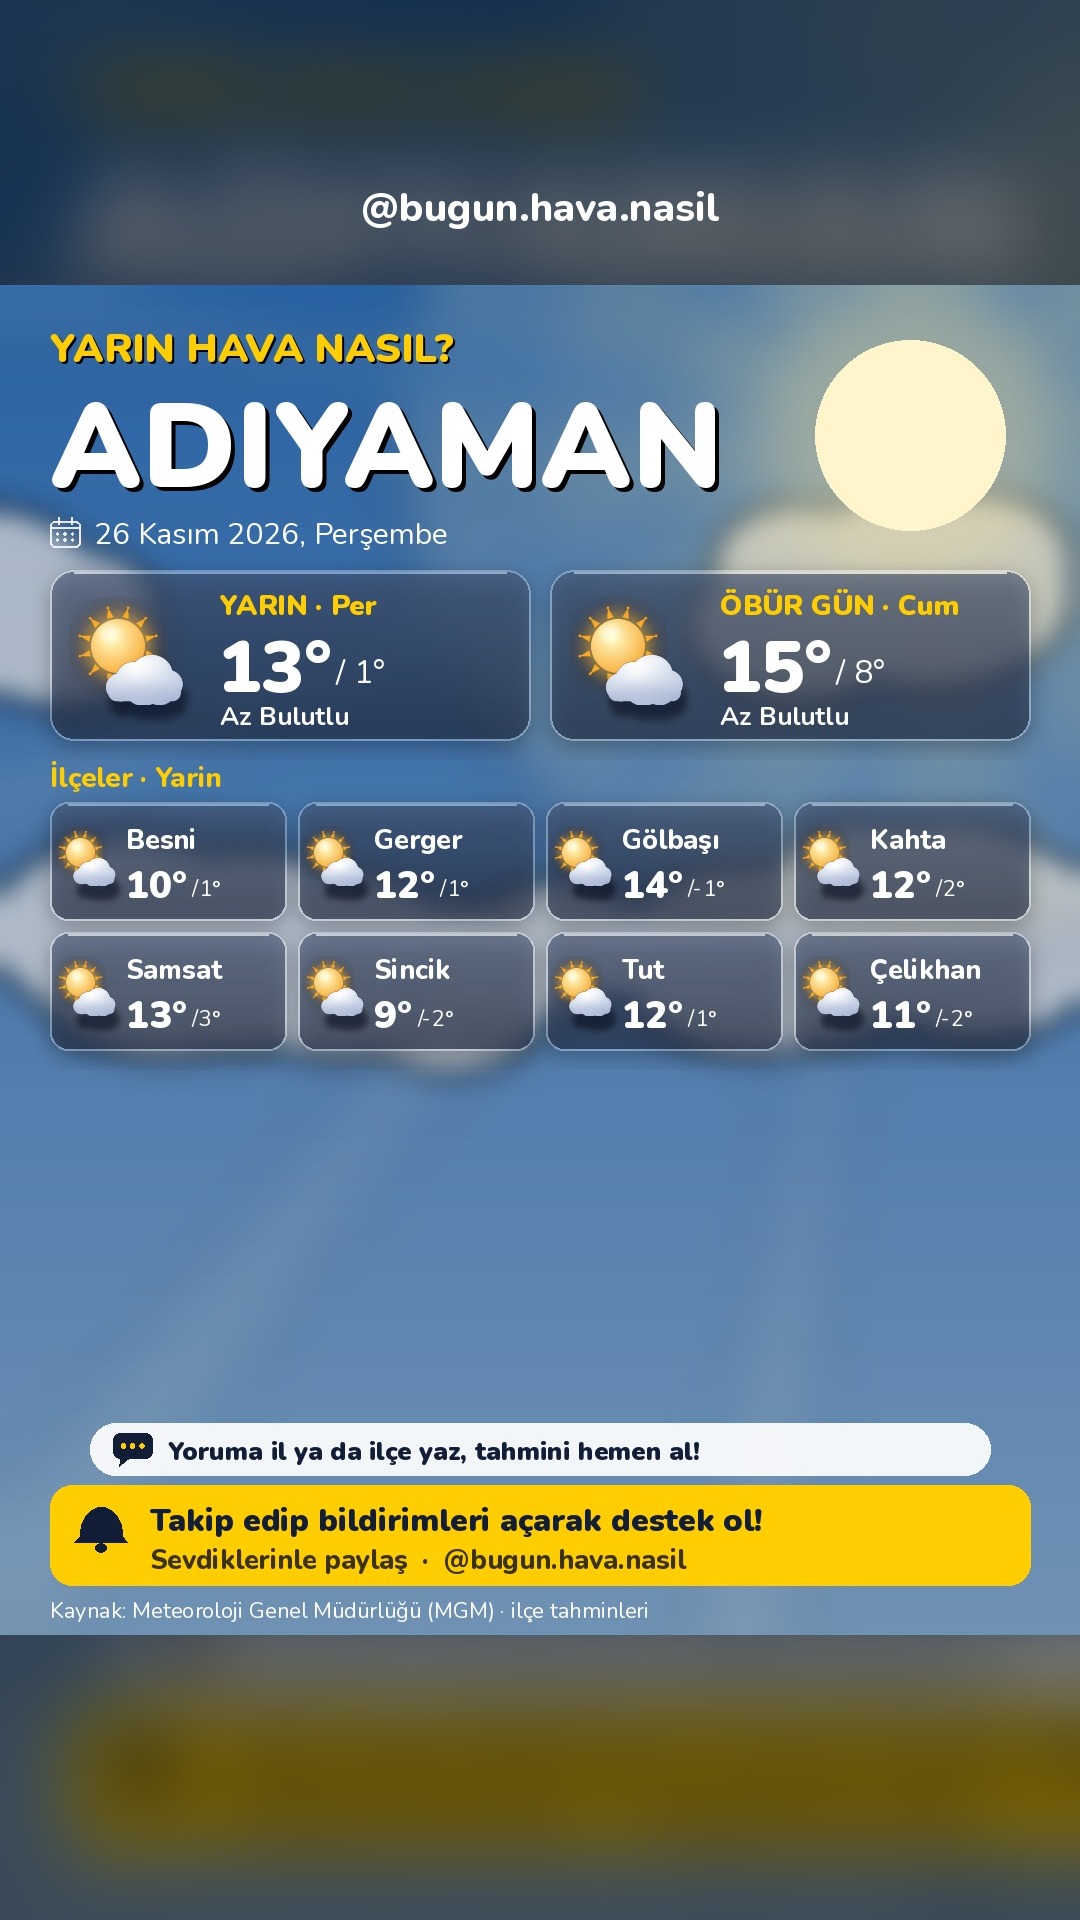 @bugun.hava.nasil
YARIN HAVA NASIL?
ADIYAMAN
26 Kasım 2026, Perşembe
YARIN · Per
13° / 1°
Az Bulutlu
ÖBÜR GÜN · Cum
15° / 8°
Az Bulutlu
İlçeler · Yarin
Besni
10° /1°
Gerger
12° /1°
Gölbaşı
14° /-1°
Kahta
12° /2°
Samsat
13° /3°
Sincik
9° /-2°
Tut
12° /1°
Çelikhan
11° /-2°
Yoruma il ya da ilçe yaz, tahmini hemen al!
Takip edip bildirimleri açarak destek ol!
Sevdiklerinle paylaş · @bugun.hava.nasil
Kaynak: Meteoroloji Genel Müdürlüğü (MGM) · ilçe tahminleri